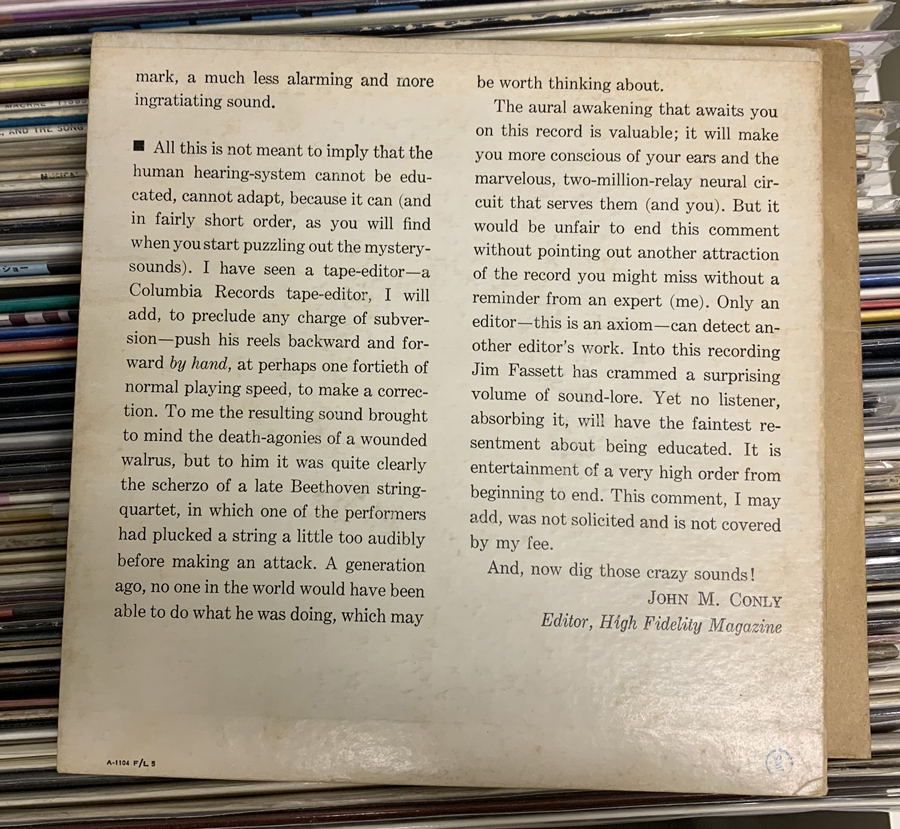 mark, a much less alarming and more
ingratiating sound.
■ All this is not meant to imply that the
human hearing-system cannot be edu-
cated, cannot adapt, because it can (and
in fairly short order, as you will find
when you start puzzling out the mystery-
sounds). I have seen a tape-editor—a
Columbia Records tape-editor, I will
add, to preclude any charge of subver-
sion—push his reels backward and for-
ward by hand, at perhaps one fortieth of
normal playing speed, to make a correc-
tion. To me the resulting sound brought
to mind the death-agonies of a wounded
walrus, but to him it was quite clearly
the scherzo of a late Beethoven string-
quartet, in which one of the performers
had plucked a string a little too audibly
before making an attack. A generation
ago, no one in the world would have been
able to do what he was doing, which may
be worth thinking about.
The aural awakening that awaits you
on this record is valuable; it will make
you more conscious of your ears and the
marvelous, two-million-relay neural cir-
cuit that serves them (and you). But it
would be unfair to end this comment
without pointing out another attraction
of the record you might miss without a
reminder from an expert (me). Only an
editor—this is an axiom—can detect an-
other editor's work. Into this recording
Jim Fassett has crammed a surprising
volume of sound-lore. Yet no listener,
absorbing it, will have the faintest re-
sentment about being educated. It is
entertainment of a very high order from
beginning to end. This comment, I may
add, was not solicited and is not covered
by my fee.
And, now dig those crazy sounds!
JOHN M. CONLY
Editor, High Fidelity Magazine
A-1104 F/L 5
AND THE SONG